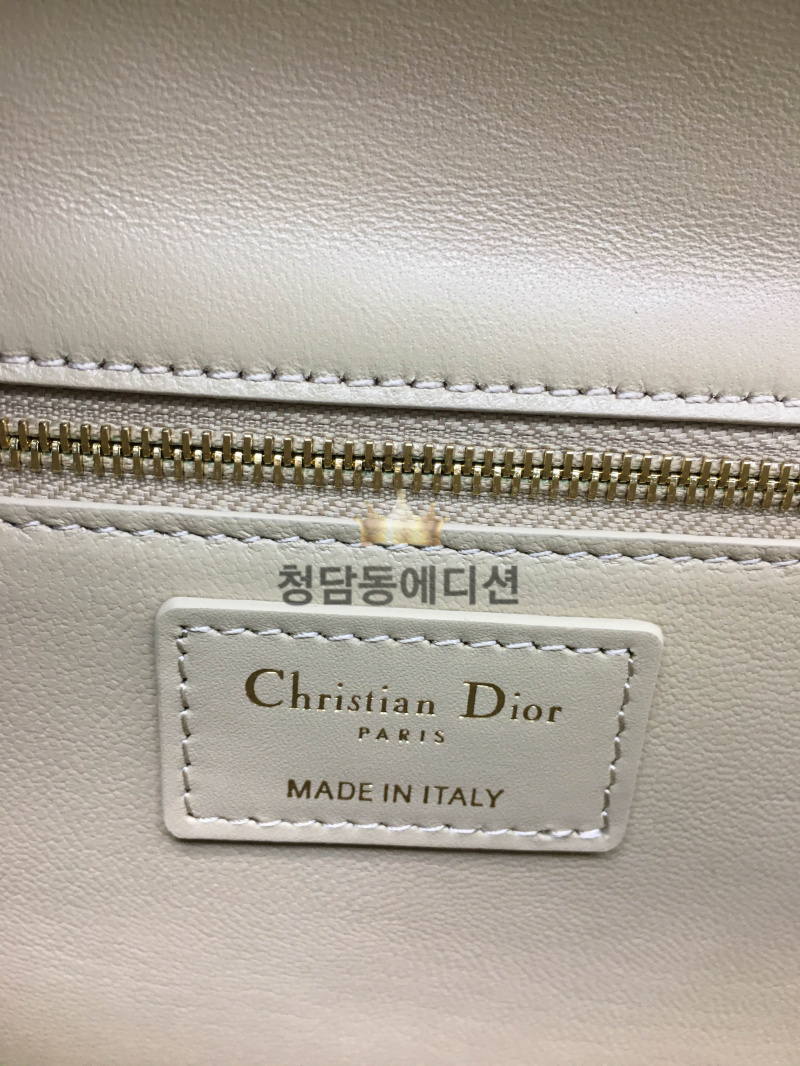 청담동에디션
Christian Dior
PARIS
MADE IN ITALY